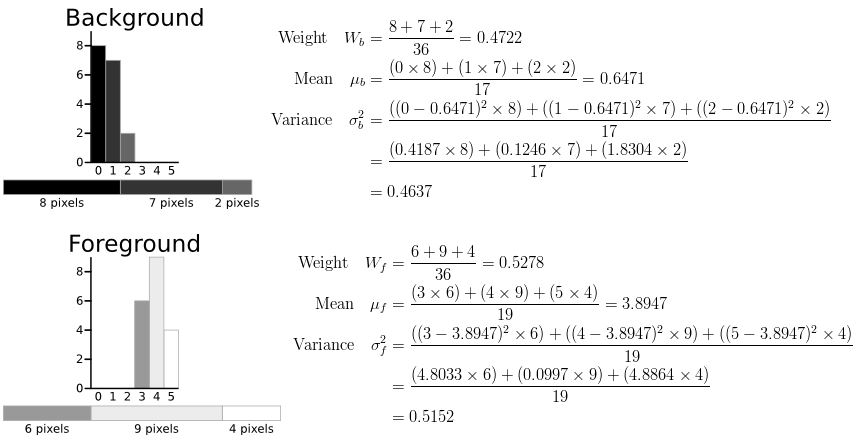 Background
8
6
4
2
0
0 1 2 3 4 5
8 pixels 7 pixels 2 pixels
Weight W_b = (8 + 7 + 2) / 36 = 0.4722
Mean μ_b = ((0 × 8) + (1 × 7) + (2 × 2)) / 17 = 0.6471
Variance σ_b^2 = ((0 − 0.6471)^2 × 8) + ((1 − 0.6471)^2 × 7) + ((2 − 0.6471)^2 × 2) / 17
= (0.4187 × 8) + (0.1246 × 7) + (1.8304 × 2) / 17
= 0.4637
Foreground
8
6
4
2
0
0 1 2 3 4 5
6 pixels 9 pixels 4 pixels
Weight W_f = (6 + 9 + 4) / 36 = 0.5278
Mean μ_f = ((3 × 6) + (4 × 9) + (5 × 4)) / 19 = 3.8947
Variance σ_f^2 = ((3 − 3.8947)^2 × 6) + ((4 − 3.8947)^2 × 9) + ((5 − 3.8947)^2 × 4) / 19
= (4.8033 × 6) + (0.0997 × 9) + (4.8864 × 4) / 19
= 0.5152